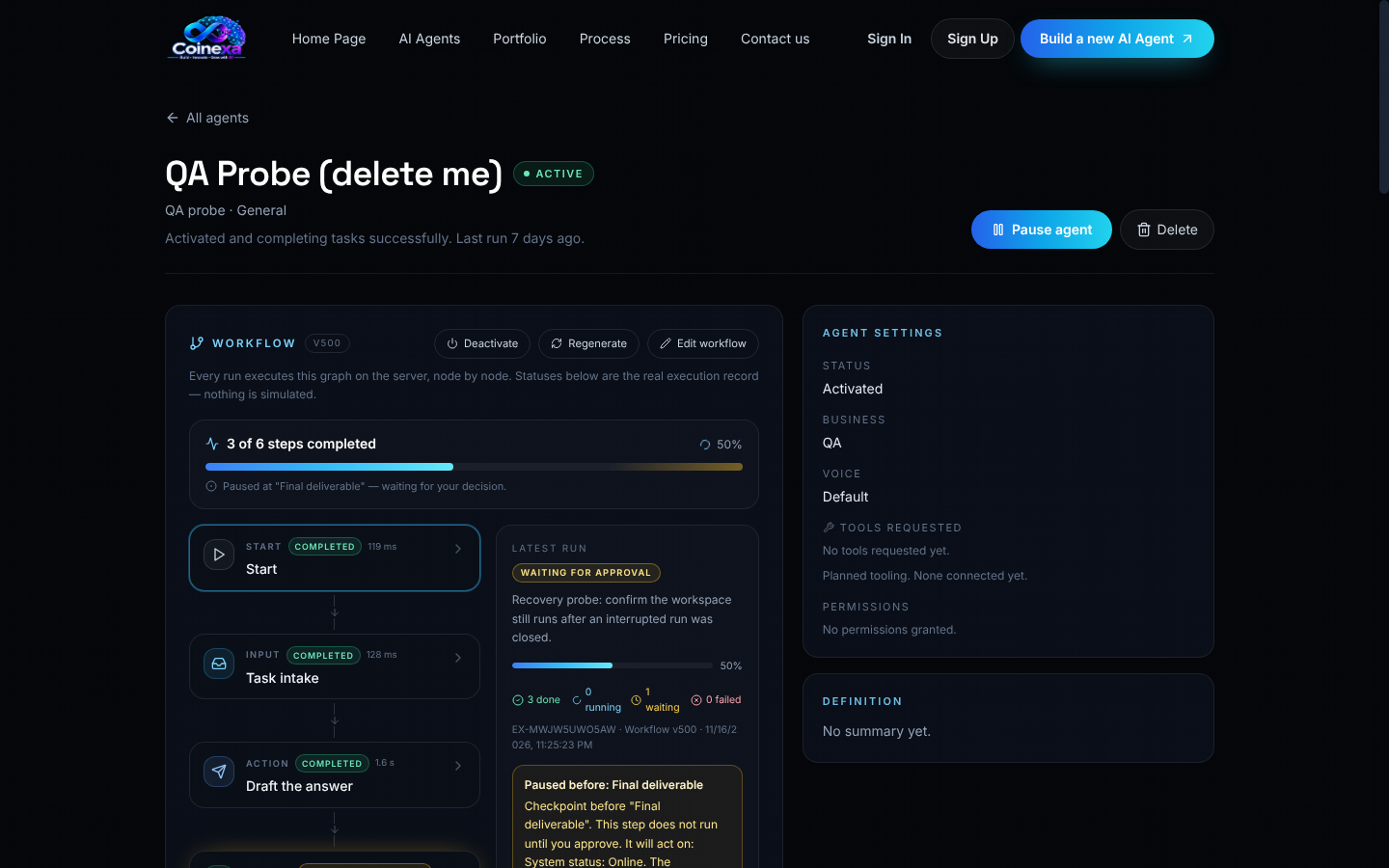 Coinexa
Home Page
AI Agents
Portfolio
Process
Pricing
Contact us
Sign In
Sign Up
Build a new AI Agent
All agents
QA Probe (delete me)
ACTIVE
QA probe · General
Activated and completing tasks successfully. Last run 7 days ago.
Pause agent
Delete
WORKFLOW
V500
Deactivate
Regenerate
Edit workflow
Every run executes this graph on the server, node by node. Statuses below are the real execution record
— nothing is simulated.
3 of 6 steps completed
50%
Paused at "Final deliverable" — waiting for your decision.
START
COMPLETED
119 ms
Start
INPUT
COMPLETED
128 ms
Task intake
ACTION
COMPLETED
1.6 s
Draft the answer
LATEST RUN
WAITING FOR APPROVAL
Recovery probe: confirm the workspace
still runs after an interrupted run was
closed.
50%
3 done
0
running
1
waiting
0 failed
EX-MWJW5UWO5AW · Workflow v500 · 11/16/2
026, 11:25:23 PM
Paused before: Final deliverable
Checkpoint before "Final
deliverable". This step does not run
until you approve. It will act on:
System status: Online. The
AGENT SETTINGS
STATUS
Activated
BUSINESS
QA
VOICE
Default
TOOLS REQUESTED
No tools requested yet.
Planned tooling. None connected yet.
PERMISSIONS
No permissions granted.
DEFINITION
No summary yet.